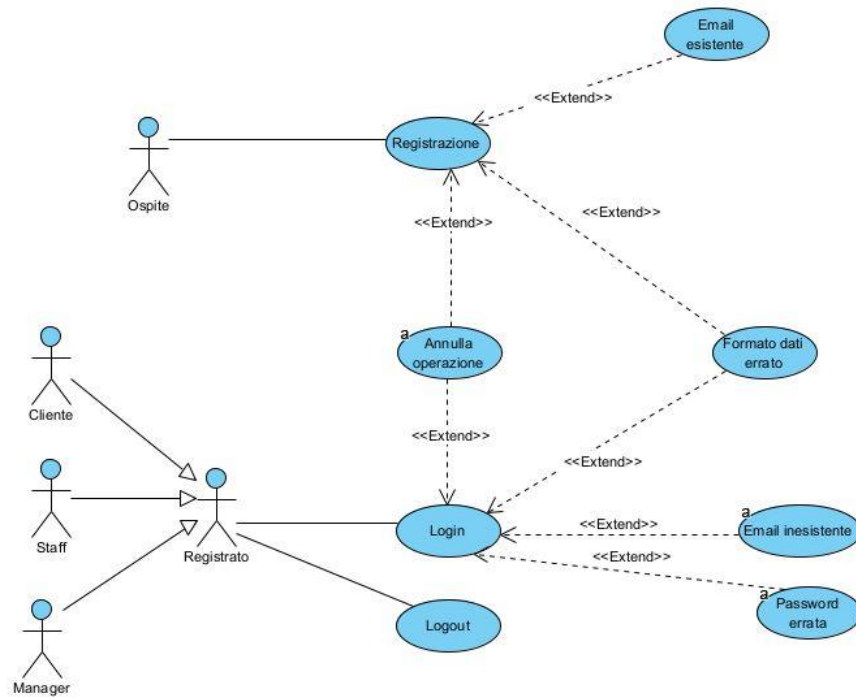 Email
esistente
<<Extend>>
Registrazione
Ospite
<<Extend>>
<<Extend>>
a
Annulla
operazione
Formato dati
errato
Cliente
<<Extend>>
<<Extend>>
Staff
Registrato
Login
<<Extend>>
a
Email inesistente
<<Extend>>
a
Password
errata
Logout
Manager